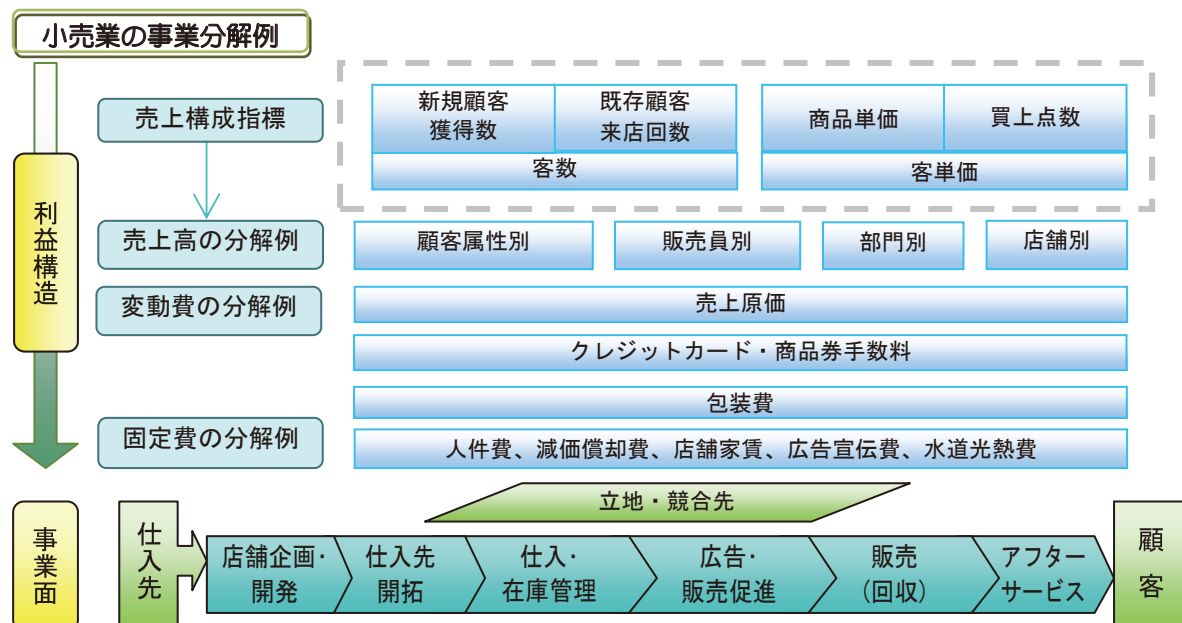 小売業の事業分解例
利益構造
売上構成指標
新規顧客
獲得数
既存顧客
来店回数
商品単価
買上点数
客数
客単価
売上高の分解例
顧客属性別
販売員別
部門別
店舗別
変動費の分解例
売上原価
クレジットカード・商品券手数料
包装費
固定費の分解例
人件費、減価償却費、店舗家賃、広告宣伝費、水道光熱費
事業面
立地・競合先
仕入先
店舗企画・
開発
仕入先
開拓
仕入・
在庫管理
広告・
販売促進
販売
(回収)
アフター
サービス
顧客